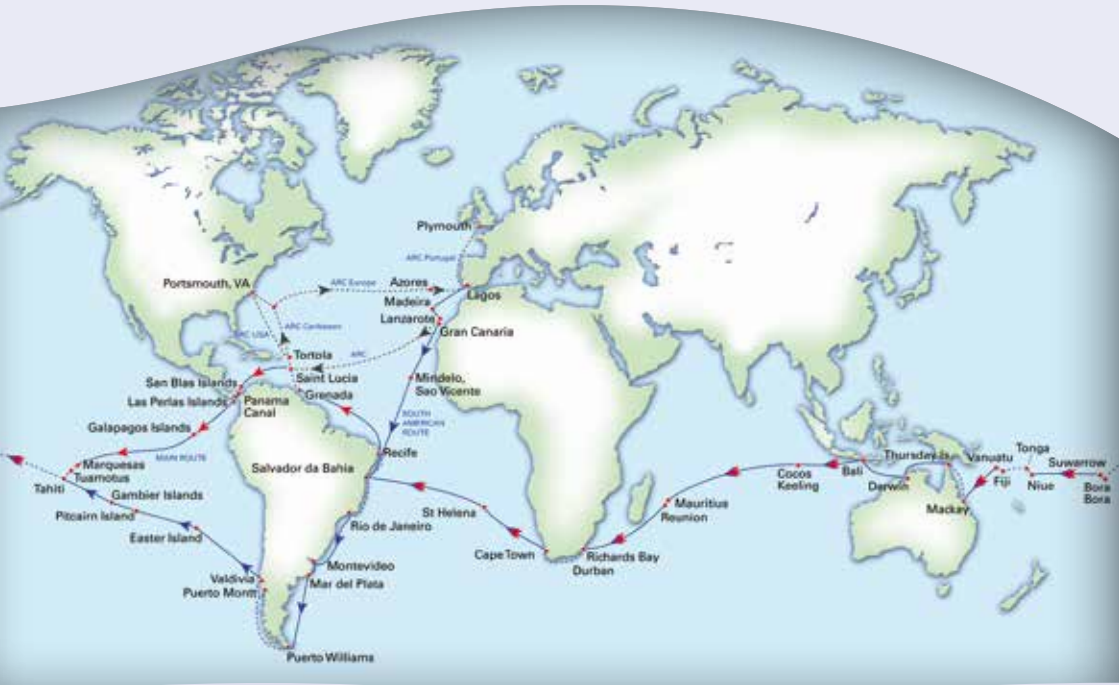 Plymouth
ARC Portugal
Portsmouth, VA
ARC Europe
Azores
Lagos
Madeira
Lanzarote
Gran Canaria
ARC USA
ARC Caribbean
ARC
Tortola
Saint Lucia
Grenada
San Blas Islands
Las Perlas Islands
Panama
Canal
Mindelo,
Sao Vicente
SOUTH
AMERICAN
ROUTE
Galapagos Islands
MAIN ROUTE
Recife
Marquesas
Tuamotus
Tahiti
Salvador da Bahia
Gambier Islands
Pitcairn Island
Easter Island
St Helena
Rio de Janeiro
Cape Town
Richards Bay
Durban
Montevideo
Mar del Plata
Valdivia
Puerto Montt
Puerto Williams
Mauritius
Reunion
Cocos
Keeling
Bali
Thursday Is.
Derwin
Mackay
Vanuatu
Fiji
Tonga
Niue
Suwarrow
Bora
Bora